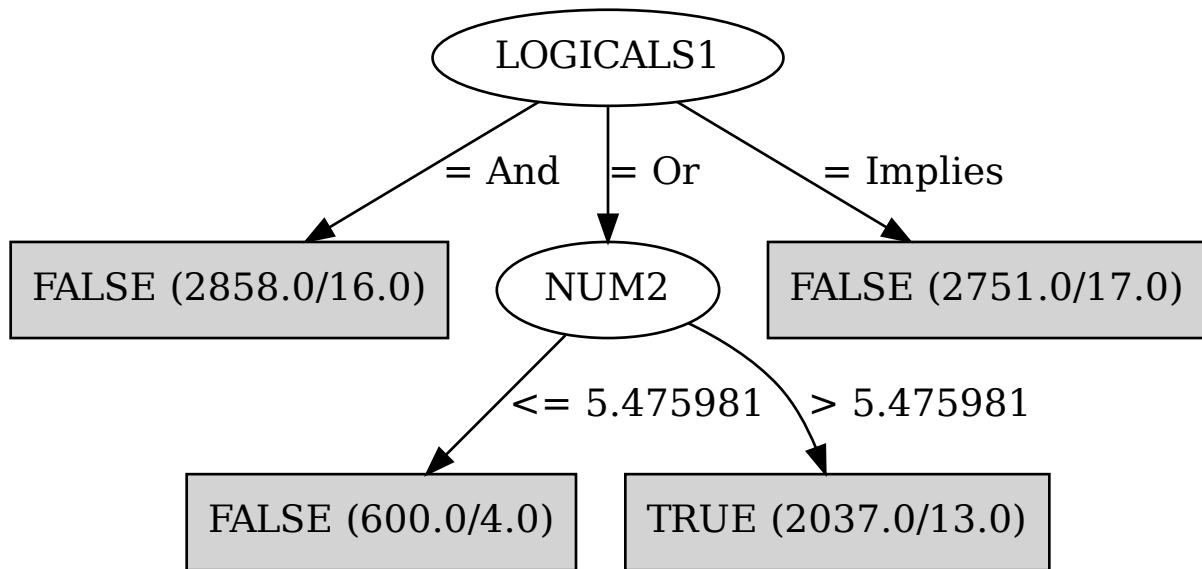 LOGICALS1
= And
= Or
= Implies
FALSE (2858.0/16.0)
NUM2
FALSE (2751.0/17.0)
<= 5.475981
> 5.475981
FALSE (600.0/4.0)
TRUE (2037.0/13.0)